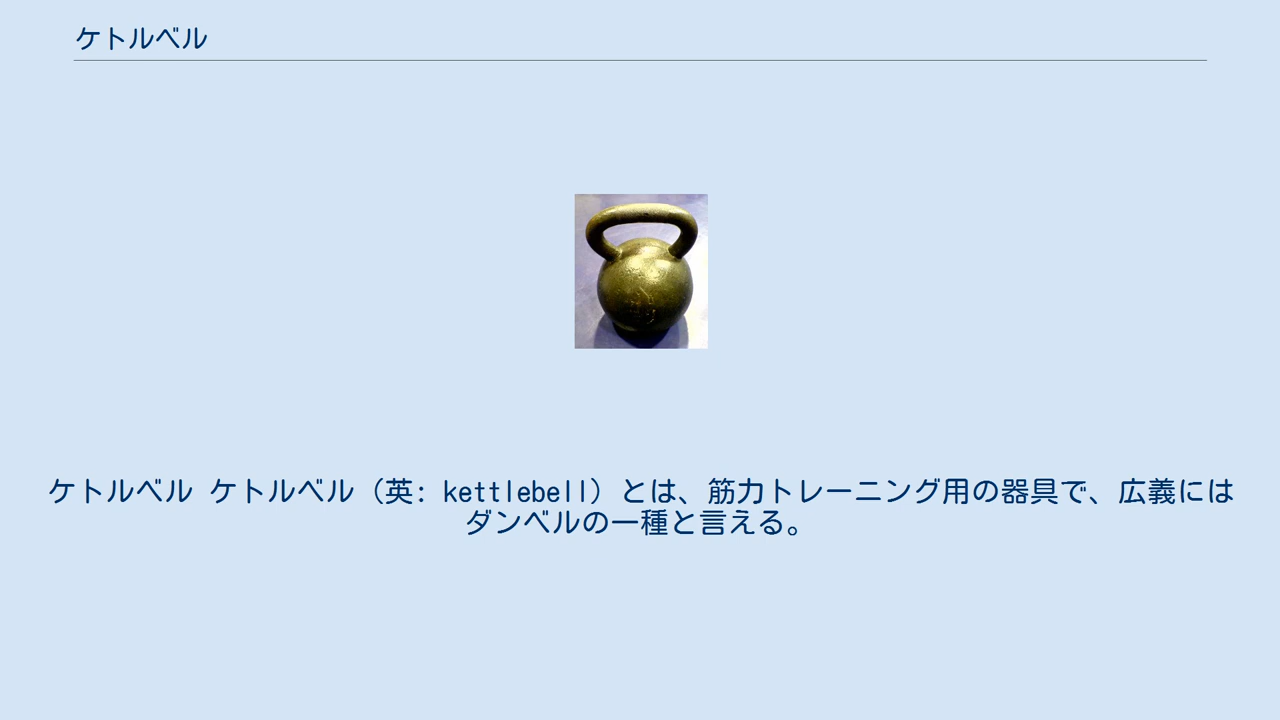 ケトルベル
ケトルベル ケトルベル（英: kettlebell）とは、筋力トレーニング用の器具で、広義には
ダンベルの一種と言える。